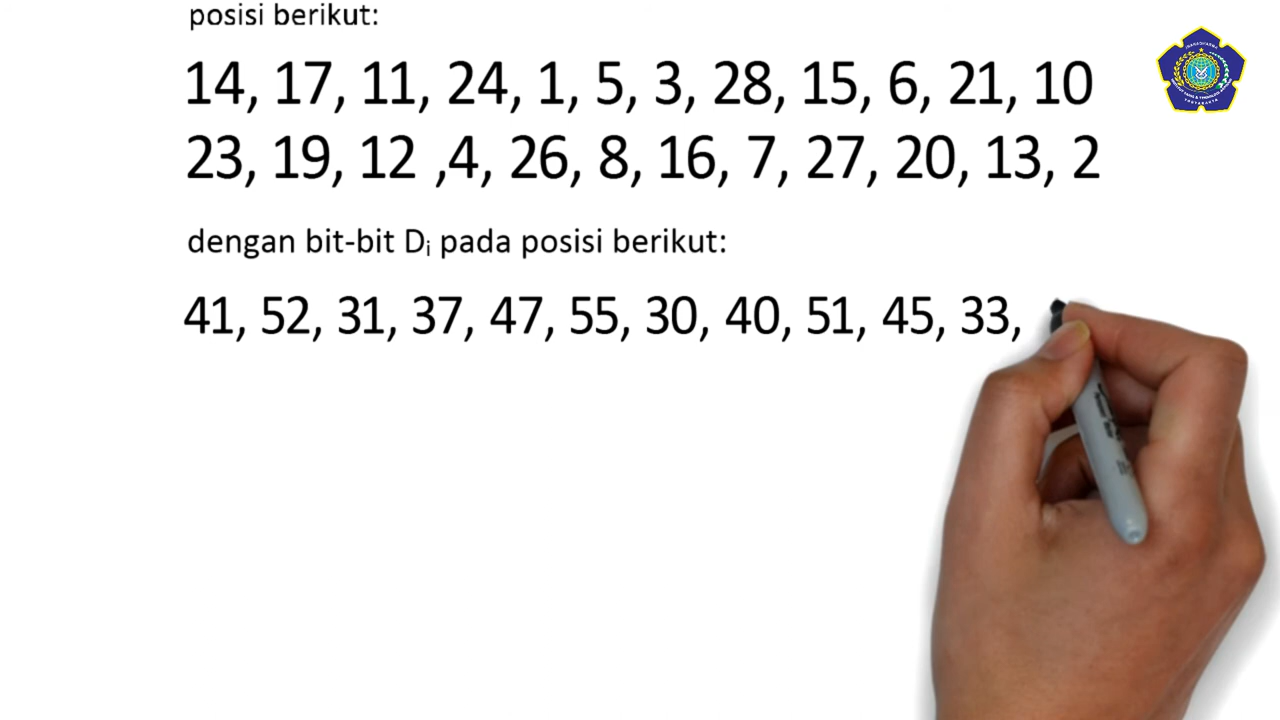 posisi berikut:
14, 17, 11, 24, 1, 5, 3, 28, 15, 6, 21, 10
23, 19, 12 ,4, 26, 8, 16, 7, 27, 20, 13, 2
dengan bit-bit Dᵢ pada posisi berikut:
41, 52, 31, 37, 47, 55, 30, 40, 51, 45, 33,